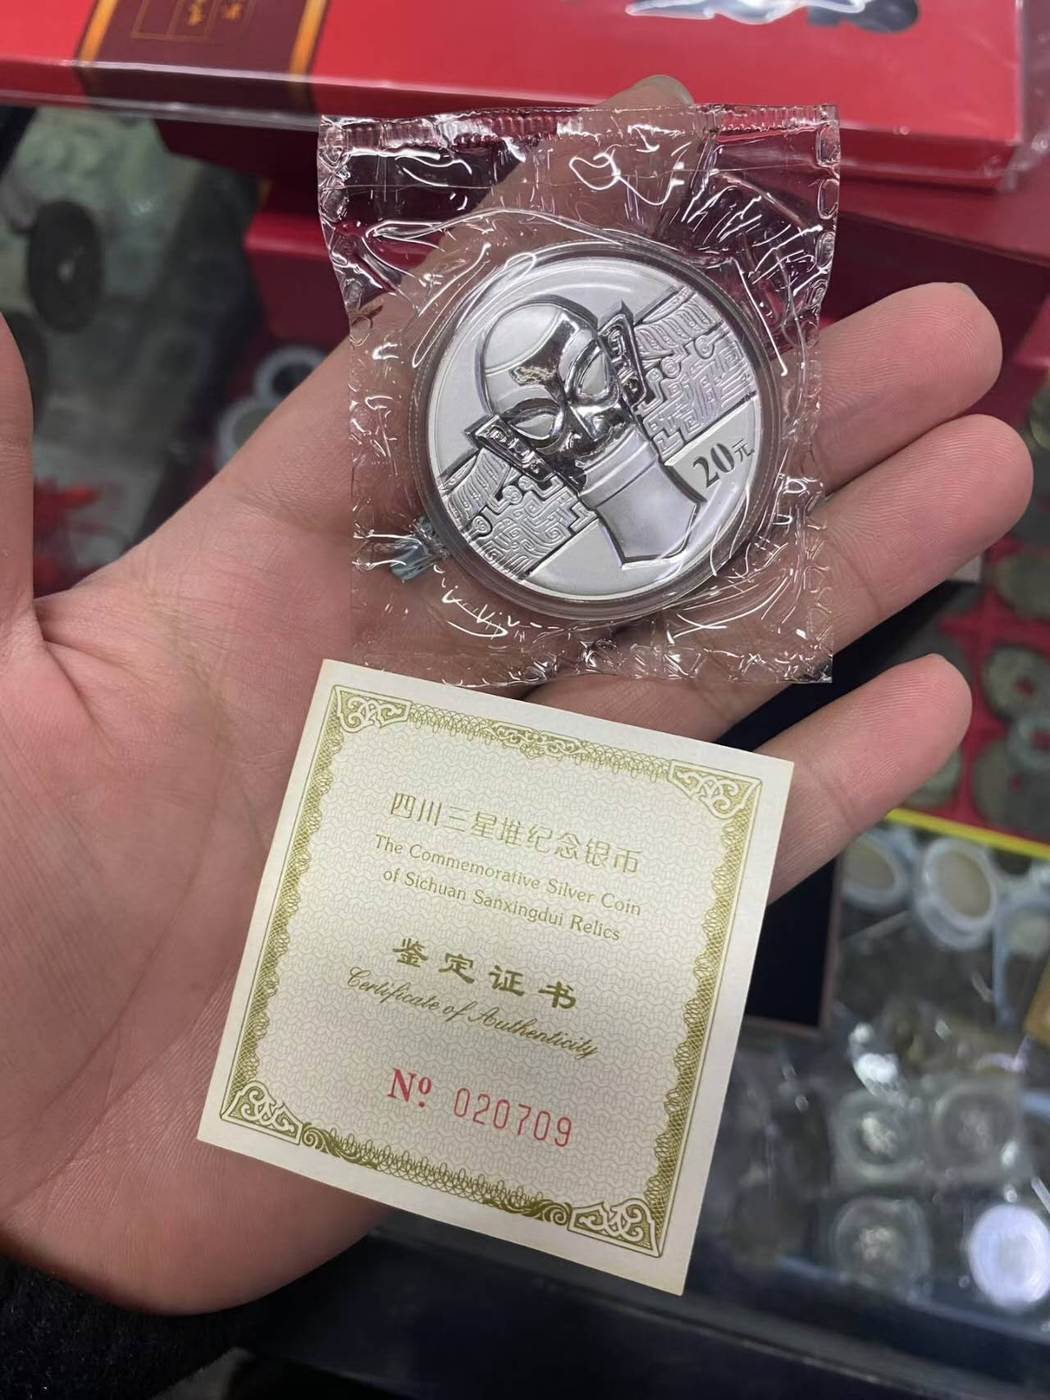 20元
四川三星堆纪念银币
The Commemorative Silver Coin
of Sichuan Sanxingdui Relics
鉴定证书
Certificate of Authenticity
Nº 020709